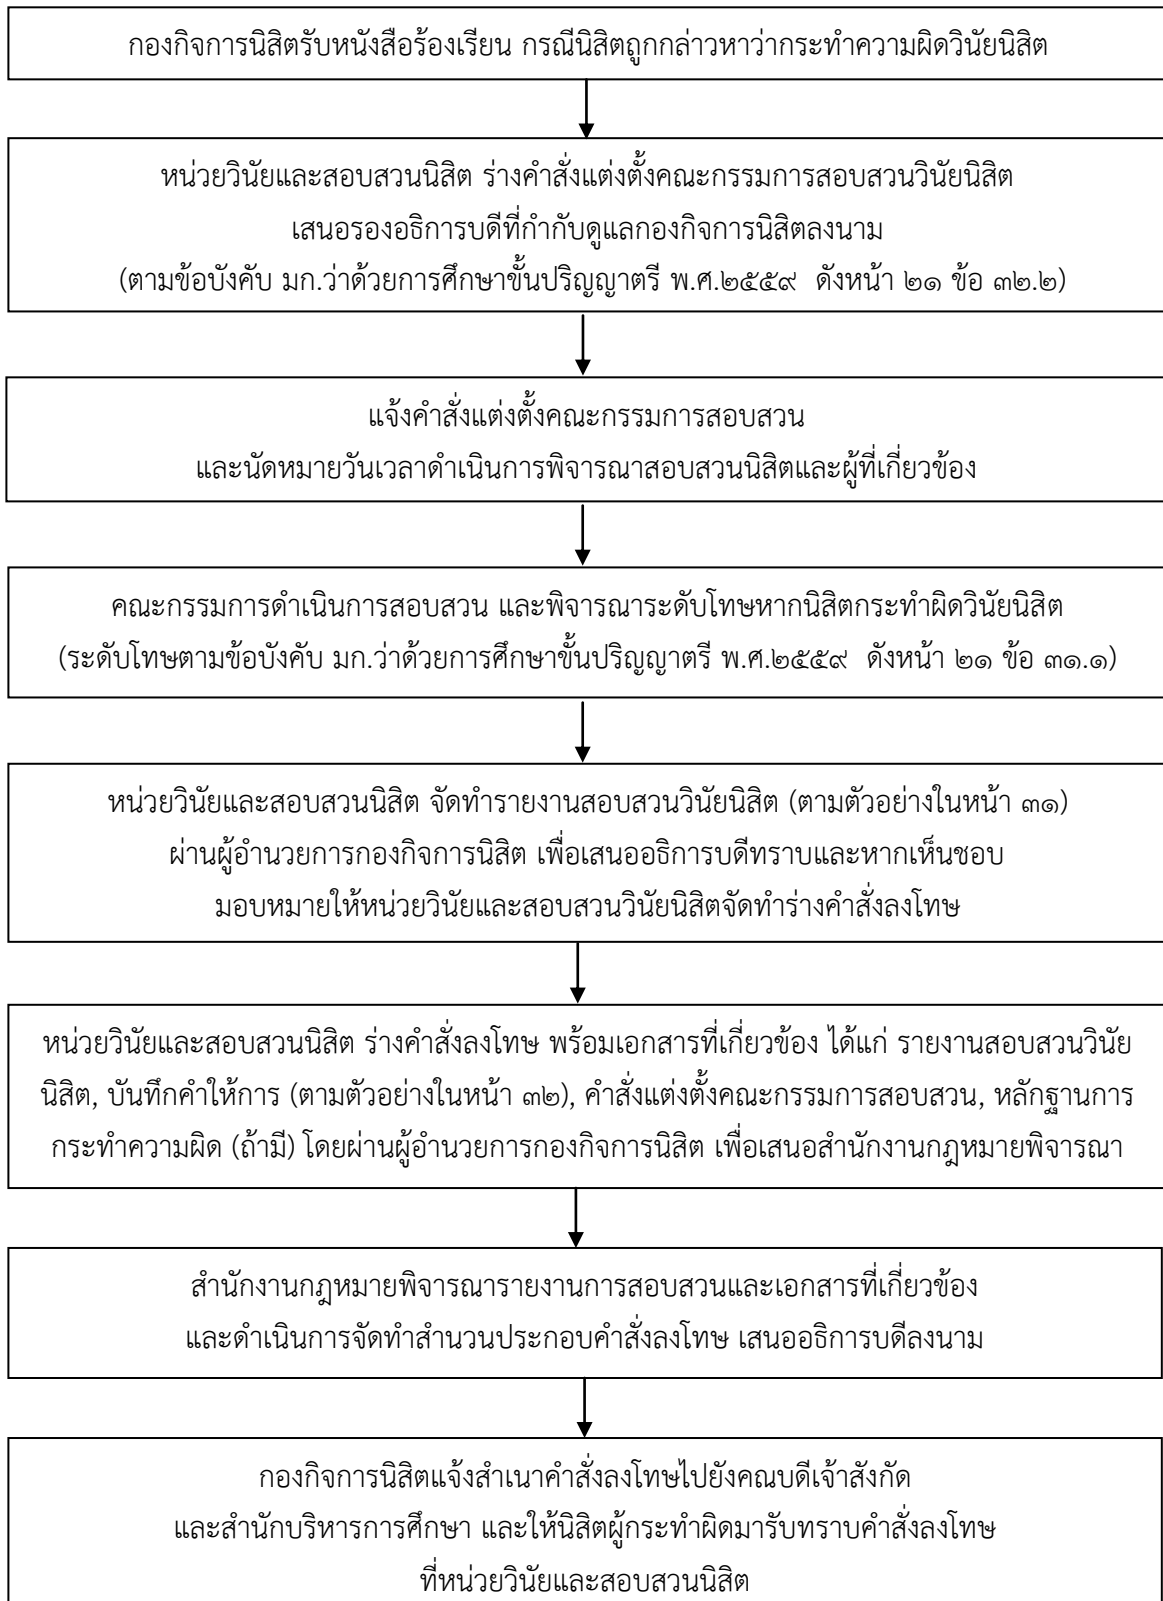 กองกิจการนิสิตรับหนังสือร้องเรียน กรณีนิสิตถูกกล่าวหาว่ากระทำความผิดวินัยนิสิต
หน่วยวินัยและสอบสวนนิสิต ร่างคำสั่งแต่งตั้งคณะกรรมการสอบสวนวินัยนิสิต
เสนอรองอธิการบดีที่กำกับดูแลกองกิจการนิสิตลงนาม
(ตามข้อบังคับ มก.ว่าด้วยการศึกษาขั้นปริญญาตรี พ.ศ.๒๕๕๙ ดังหน้า ๒๑ ข้อ ๓๒.๒)
แจ้งคำสั่งแต่งตั้งคณะกรรมการสอบสวน
และนัดหมายวันเวลาดำเนินการพิจารณาสอบสวนนิสิตและผู้ที่เกี่ยวข้อง
คณะกรรมการดำเนินการสอบสวน และพิจารณาระดับโทษหากนิสิตกระทำผิดวินัยนิสิต
(ระดับโทษตามข้อบังคับ มก.ว่าด้วยการศึกษาขั้นปริญญาตรี พ.ศ.๒๕๕๙ ดังหน้า ๒๑ ข้อ ๓๑.๑)
หน่วยวินัยและสอบสวนนิสิต จัดทำรายงานสอบสวนวินัยนิสิต (ตามตัวอย่างในหน้า ๓๑)
ผ่านผู้อำนวยการกองกิจการนิสิต เพื่อเสนออธิการบดีทราบและหากเห็นชอบ
มอบหมายให้หน่วยวินัยและสอบสวนวินัยนิสิตจัดทำร่างคำสั่งลงโทษ
หน่วยวินัยและสอบสวนนิสิต ร่างคำสั่งลงโทษ พร้อมเอกสารที่เกี่ยวข้อง ได้แก่ รายงานสอบสวนวินัย
นิสิต, บันทึกคำให้การ (ตามตัวอย่างในหน้า ๓๒), คำสั่งแต่งตั้งคณะกรรมการสอบสวน, หลักฐานการ
กระทำความผิด (ถ้ามี) โดยผ่านผู้อำนวยการกองกิจการนิสิต เพื่อเสนอสำนักงานกฎหมายพิจารณา
สำนักงานกฎหมายพิจารณารายงานการสอบสวนและเอกสารที่เกี่ยวข้อง
และดำเนินการจัดทำสำนวนประกอบคำสั่งลงโทษ เสนออธิการบดีลงนาม
กองกิจการนิสิตแจ้งสำเนาคำสั่งลงโทษไปยังคณบดีเจ้าสังกัด
และสำนักบริหารการศึกษา และให้นิสิตผู้กระทำผิดมารับทราบคำสั่งลงโทษ
ที่หน่วยวินัยและสอบสวนนิสิต